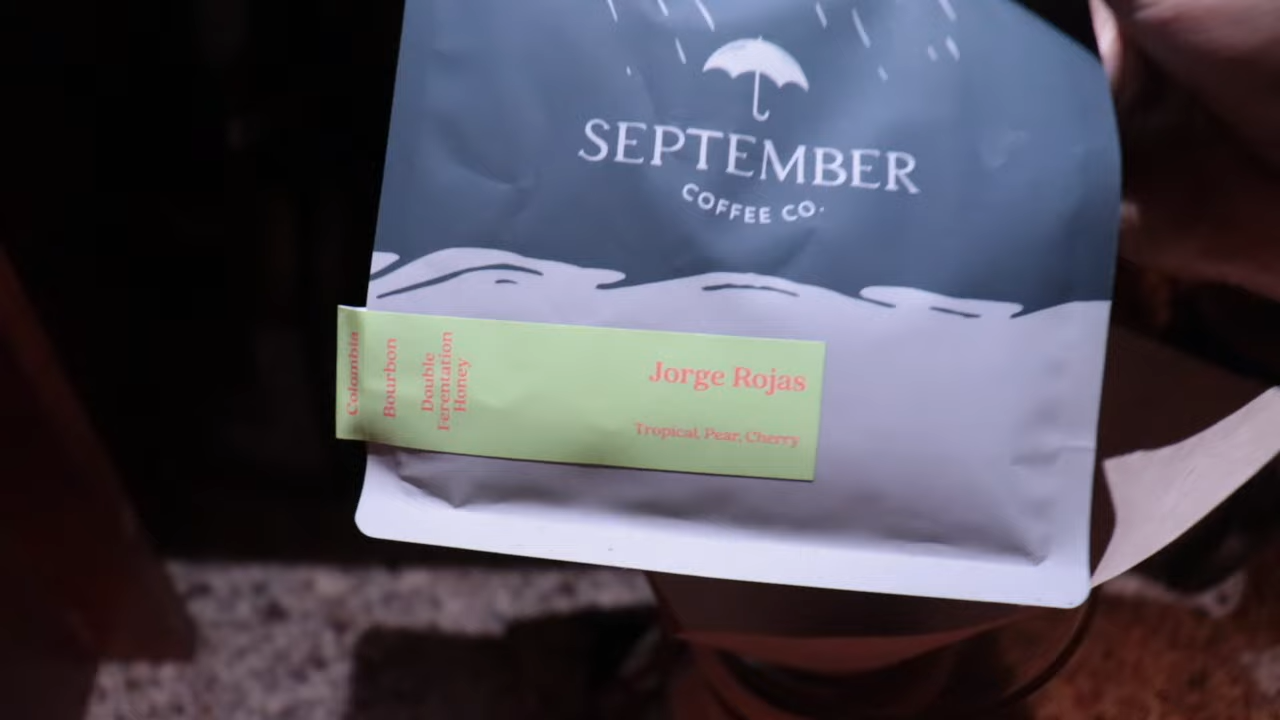 SEPTEMBER
COFFEE CO.
Colombia
Bourbon
Double
Ferentation
Honey
Jorge Rojas
Tropical, Pear, Cherry